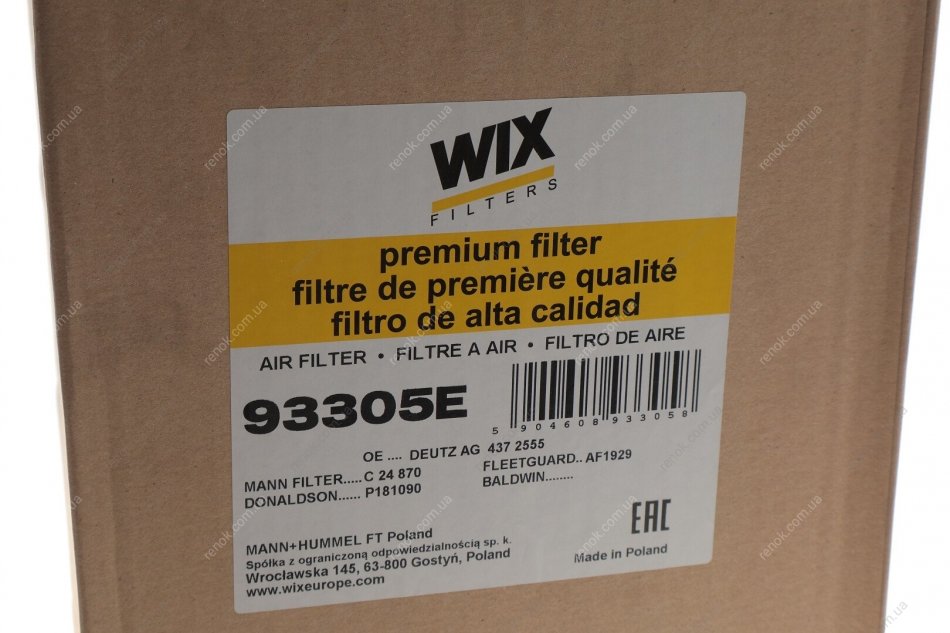 WIX
FILTERS
premium filter
filtre de première qualité
filtro de alta calidad
AIR FILTER • FILTRE A AIR • FILTRO DE AIRE
93305E
5 904608 933058
OE .... DEUTZ AG 437 2555
MANN FILTER.....C 24 870
FLEETGUARD.. AF1929
DONALDSON...... P181090
BALDWIN........
MANN+HUMMEL FT Poland
Spółka z ograniczoną odpowiedzialnością sp. k.
Wrocławska 145, 63-800 Gostyń, Poland
www.wixeurope.com
EAC
Made in Poland
renok.com.ua